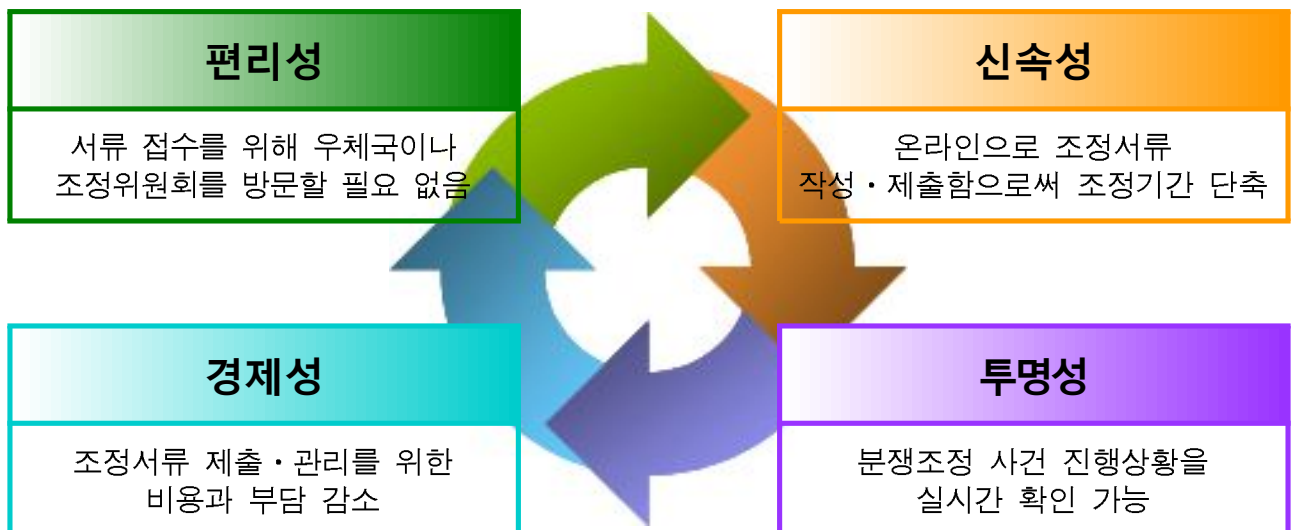 편리성
서류 접수를 위해 우체국이나
조정위원회를 방문할 필요 없음
신속성
온라인으로 조정서류
작성・제출함으로써 조정기간 단축
경제성
조정서류 제출・관리를 위한
비용과 부담 감소
투명성
분쟁조정 사건 진행상황을
실시간 확인 가능